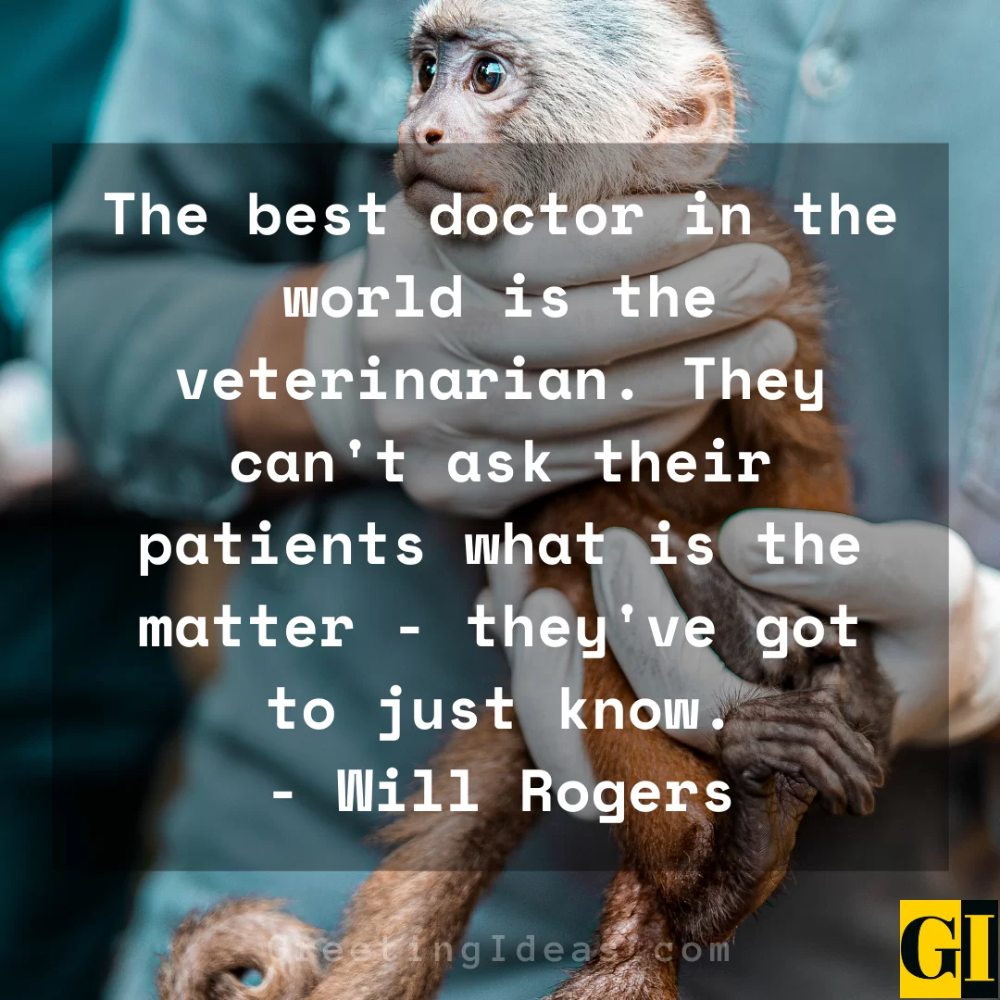 The best doctor in the
world is the
veterinarian. They
can't ask their
patients what is the
matter - they've got
to just know.
- Will Rogers
GreetingIdeas.com
GI